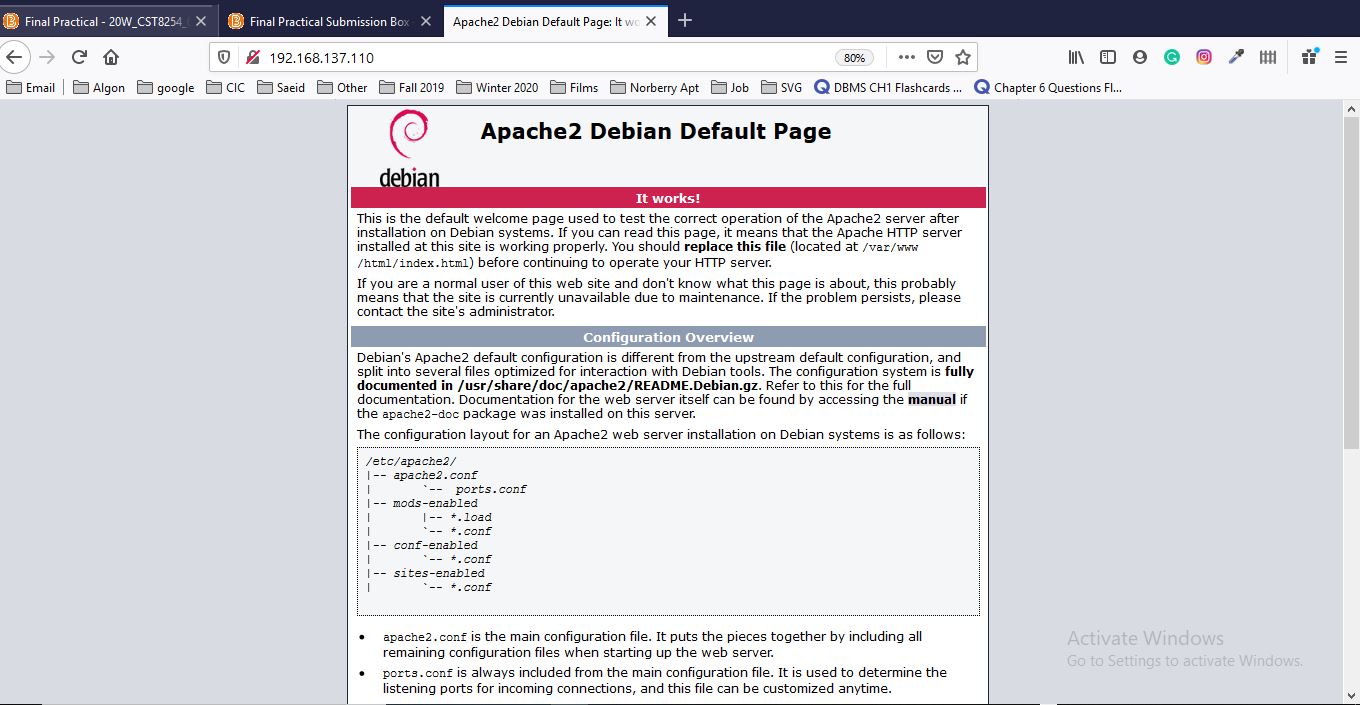 Final Practical - 20W_CST8254_
Final Practical Submission Box -
Apache2 Debian Default Page: It wo
192.168.137.110
80%
Email
Algon
google
CIC
Saeid
Other
Fall 2019
Winter 2020
Films
Norbery Apt
Job
SVG
DBMS CH1 Flashcards ...
Chapter 6 Questions Fl...
debian
Apache2 Debian Default Page
It works!
This is the default welcome page used to test the correct operation of the Apache2 server after
installation on Debian systems. If you can read this page, it means that the Apache HTTP server
installed at this site is working properly. You should replace this file (located at /var/www
/html/index.html) before continuing to operate your HTTP server.
If you are a normal user of this web site and don't know what this page is about, this probably
means that the site is currently unavailable due to maintenance. If the problem persists, please
contact the site's administrator.
Configuration Overview
Debian's Apache2 default configuration is different from the upstream default configuration, and
split into several files optimized for interaction with Debian tools. The configuration system is fully
documented in /usr/share/doc/apache2/README.Debian.gz. Refer to this for the full
documentation. Documentation for the web server itself can be found by accessing the manual if
the apache2-doc package was installed on this server.
The configuration layout for an Apache2 web server installation on Debian systems is as follows:
/etc/apache2/
|-- apache2.conf
|       `--  ports.conf
|-- mods-enabled
|       |-- *.load
|       `-- *.conf
|-- conf-enabled
|       `-- *.conf
|-- sites-enabled
|       `-- *.conf
• apache2.conf is the main configuration file. It puts the pieces together by including all
remaining configuration files when starting up the web server.
• ports.conf is always included from the main configuration file. It is used to determine the
listening ports for incoming connections, and this file can be customized anytime.
Activate Windows
Go to Settings to activate Windows.